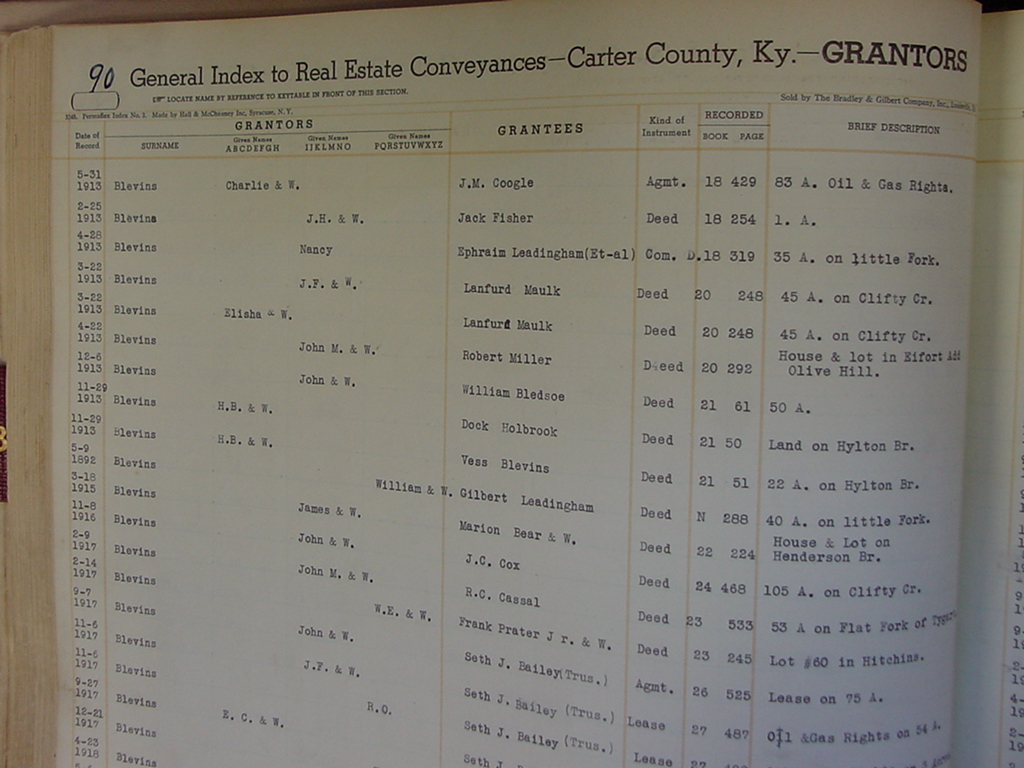 90
General Index to Real Estate Conveyances—Carter County, Ky.—GRANTORS
LOCATE NAME BY REFERENCE TO KEYTABLE IN FRONT OF THIS SECTION.
Made by Hall & McChesney Inc, Syracuse, N. Y.
Sold by The Bradley & Gilbert Company, Inc.
Date of Record GRANTORS GRANTEES Kind of Instrument RECORDED BRIEF DESCRIPTION
SURNAME Given Names ABCDEFGH Given Names IJKLMNO Given Names PQRSTUVWXYZ BOOK PAGE
5-31
1913 Blevins Charlie & W. J.M. Coogle Agmt. 18 429 83 A. Oil & Gas Rights.
2-25
1913 Blevins J.H. & W. Jack Fisher Deed 18 254 1. A.
4-28
1913 Blevins Nancy Ephraim Leadingham(Et-al) Com. D. 18 319 35 A. on little Fork.
3-22
1913 Blevins J.F. & W. Lanfurd Maulk Deed 20 248 45 A. on Clifty Cr.
3-22
1913 Blevins Elisha & W. Lanfurd Maulk Deed 20 248 45 A. on Clifty Cr.
4-22
1913 Blevins John M. & W. Robert Miller Deed 20 292 House & lot in Eifort Add
Olive Hill.
12-6
1913 Blevins John & W. William Bledsoe Deed 21 61 50 A.
11-29
1913 Blevins H.B. & W. Dock Holbrook Deed 21 50 Land on Hylton Br.
11-29
1913 Blevins H.B. & W. Vess Blevins Deed 21 51 22 A. on Hylton Br.
5-9
1892 Blevins William & W. Gilbert Leadingham Deed N 288 40 A. on little Fork.
3-18
1915 Blevins James & W. Marion Bear & W. Deed 22 224 House & Lot on
Henderson Br.
11-8
1916 Blevins John & W. J.C. Cox Deed 24 468 105 A. on Clifty Cr.
2-9
1917 Blevins John M. & W. R.C. Cassal Deed 23 533 53 A on Flat Fork of
2-14
1917 Blevins W.E. & W. Frank Prater J r. & W. Deed 23 245 Lot #60 in Hitchins.
9-7
1917 Blevins John & W. Seth J. Bailey(Trus.) Agmt. 26 525 Lease on 75 A.
11-6
1917 Blevins J.F. & W. Seth J. Bailey (Trus.) Lease 27 487 Oil &Gas Rights on 54 A.
11-6
1917 Blevins R.O. Seth J. Bailey (Trus.) Lease 27
9-27
1917 Blevins E. C. & W. Seth
12-21
1917 Blevins
4-23
1918 Blevins